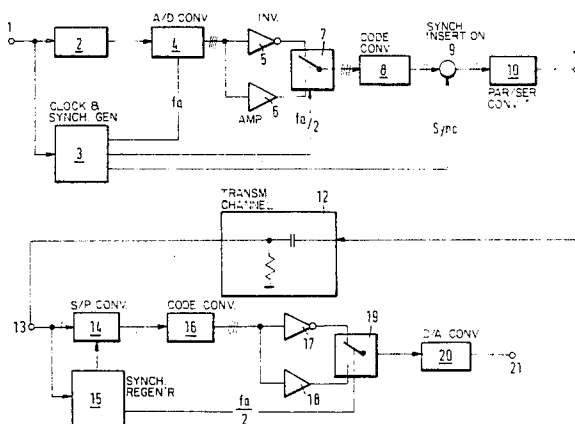 A/D CONV
INV.
CODE CONV.
SYNCH INSERTION
1
2
4
5
7
8
9
10
PAR/SER CONV
fa
AMP
6
fa/2
Sync
CLOCK & SYNCH. GEN
3
TRANSM CHANNEL
12
S/P CONV.
CODE CONV.
13
14
16
17
19
D/A CONV
20
21
15
SYNCH. REGEN'R
18
fa
2